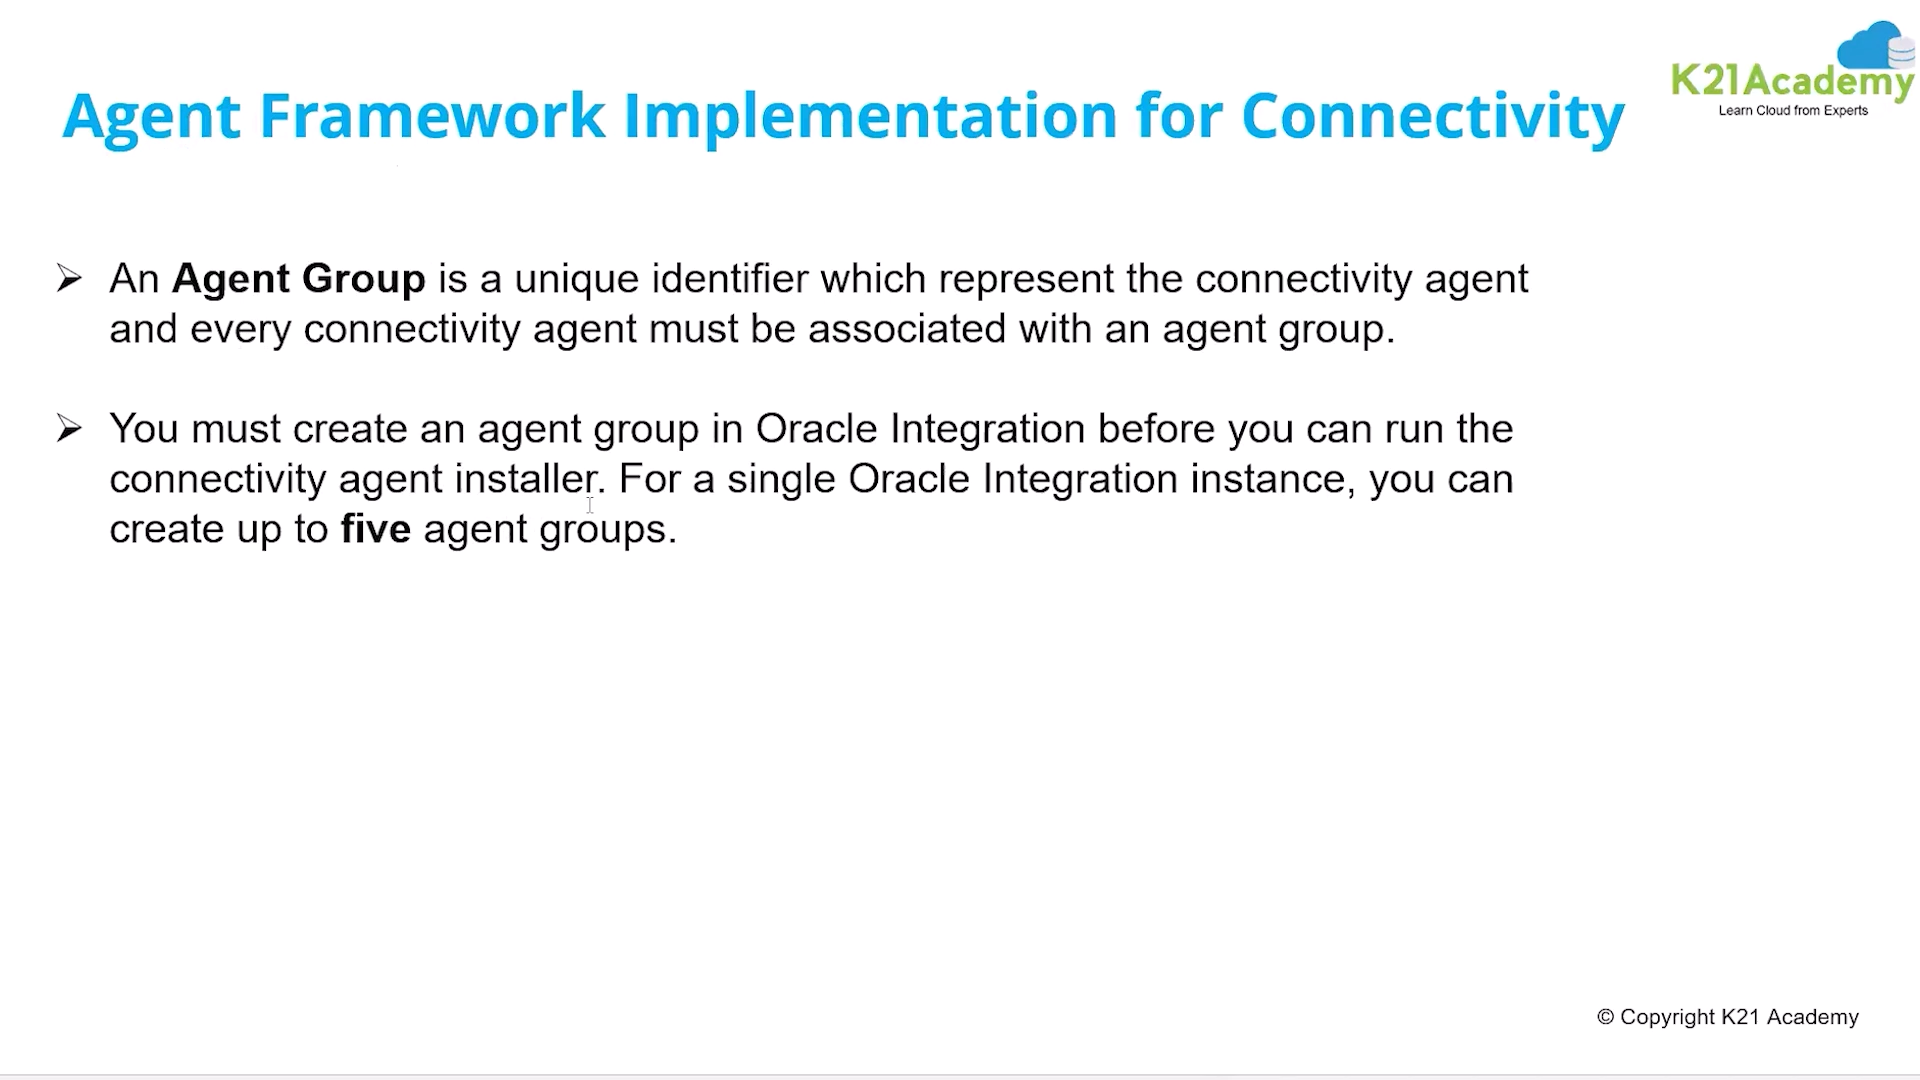 K21Academy
Learn Cloud from Experts
Agent Framework Implementation for Connectivity
➢ An Agent Group is a unique identifier which represent the connectivity agent
and every connectivity agent must be associated with an agent group.
➢ You must create an agent group in Oracle Integration before you can run the
connectivity agent installer. For a single Oracle Integration instance, you can
create up to five agent groups.
© Copyright K21 Academy